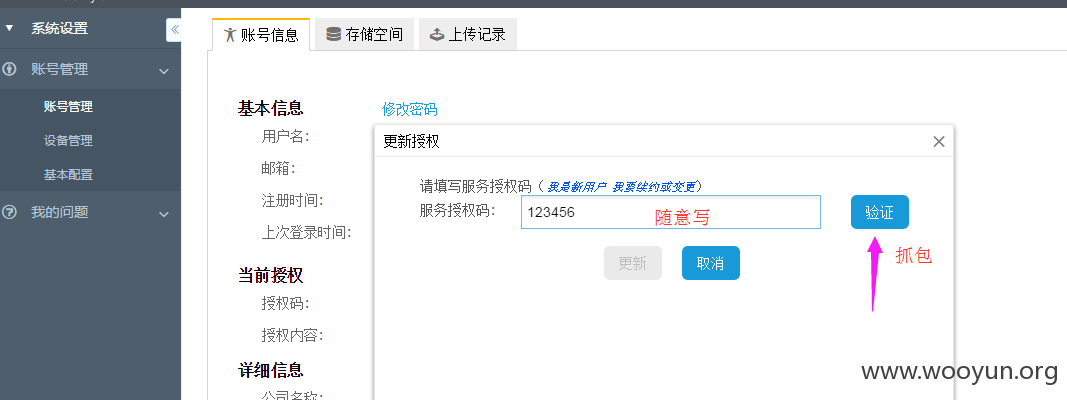 系统设置
账号管理
账号管理
设备管理
基本配置
我的问题
账号信息
存储空间
上传记录
基本信息
修改密码
用户名：
邮箱：
注册时间：
上次登录时间：
当前授权
授权码：
授权内容：
详细信息
公司名称：
更新授权
请填写服务授权码（我是新用户 我要续约或变更）
服务授权码：
123456
随意写
验证
更新
取消
抓包
www.wooyun.org